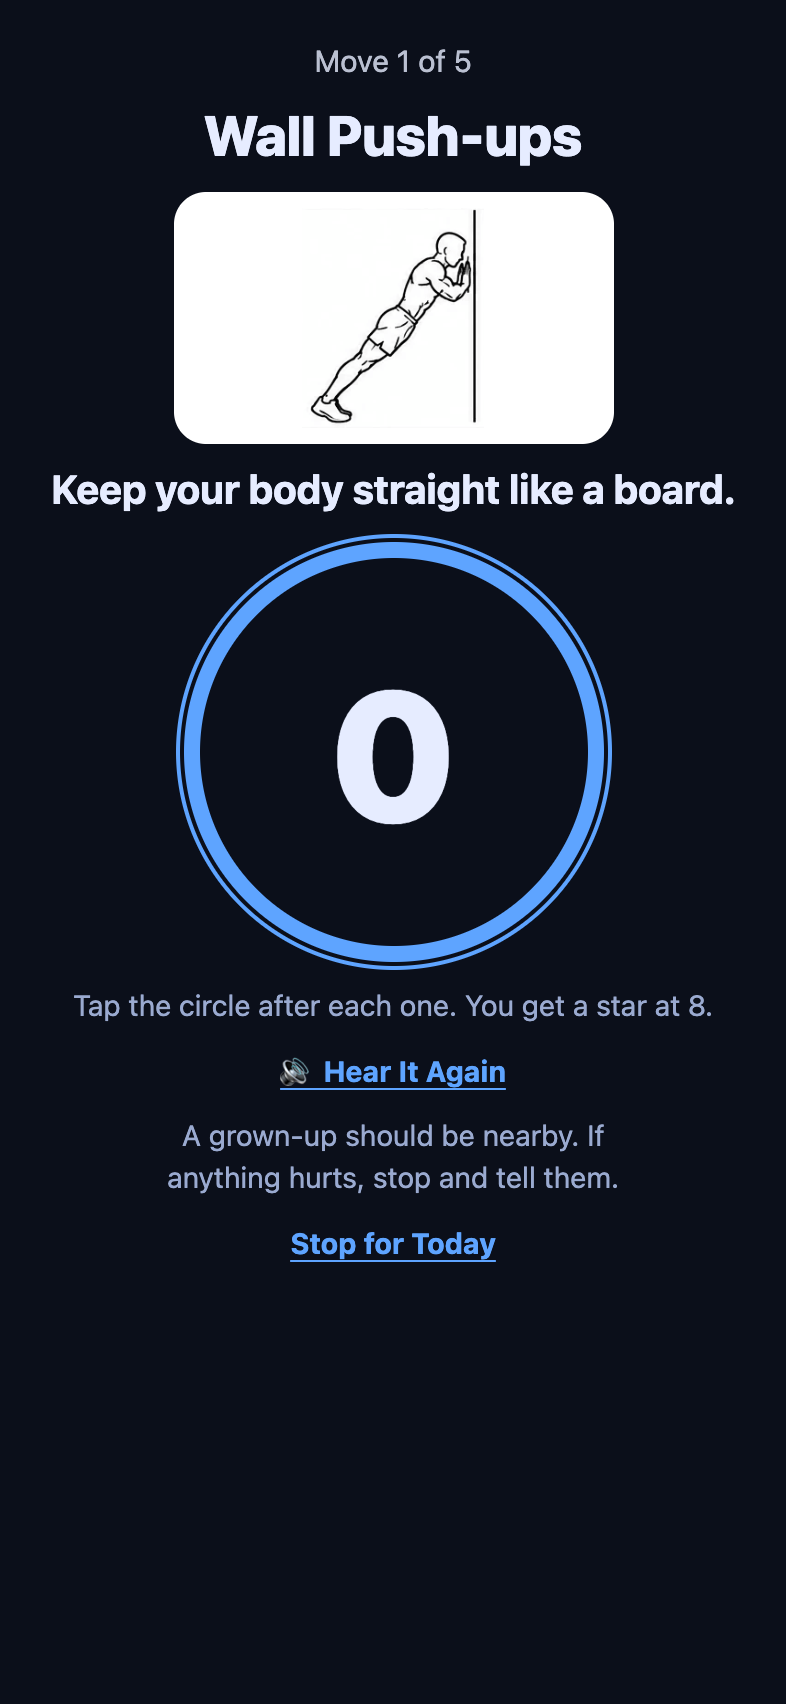 Move 1 of 5
Wall Push-ups
Keep your body straight like a board.
0
Tap the circle after each one. You get a star at 8.
🔊 Hear It Again
A grown-up should be nearby. If
anything hurts, stop and tell them.
Stop for Today